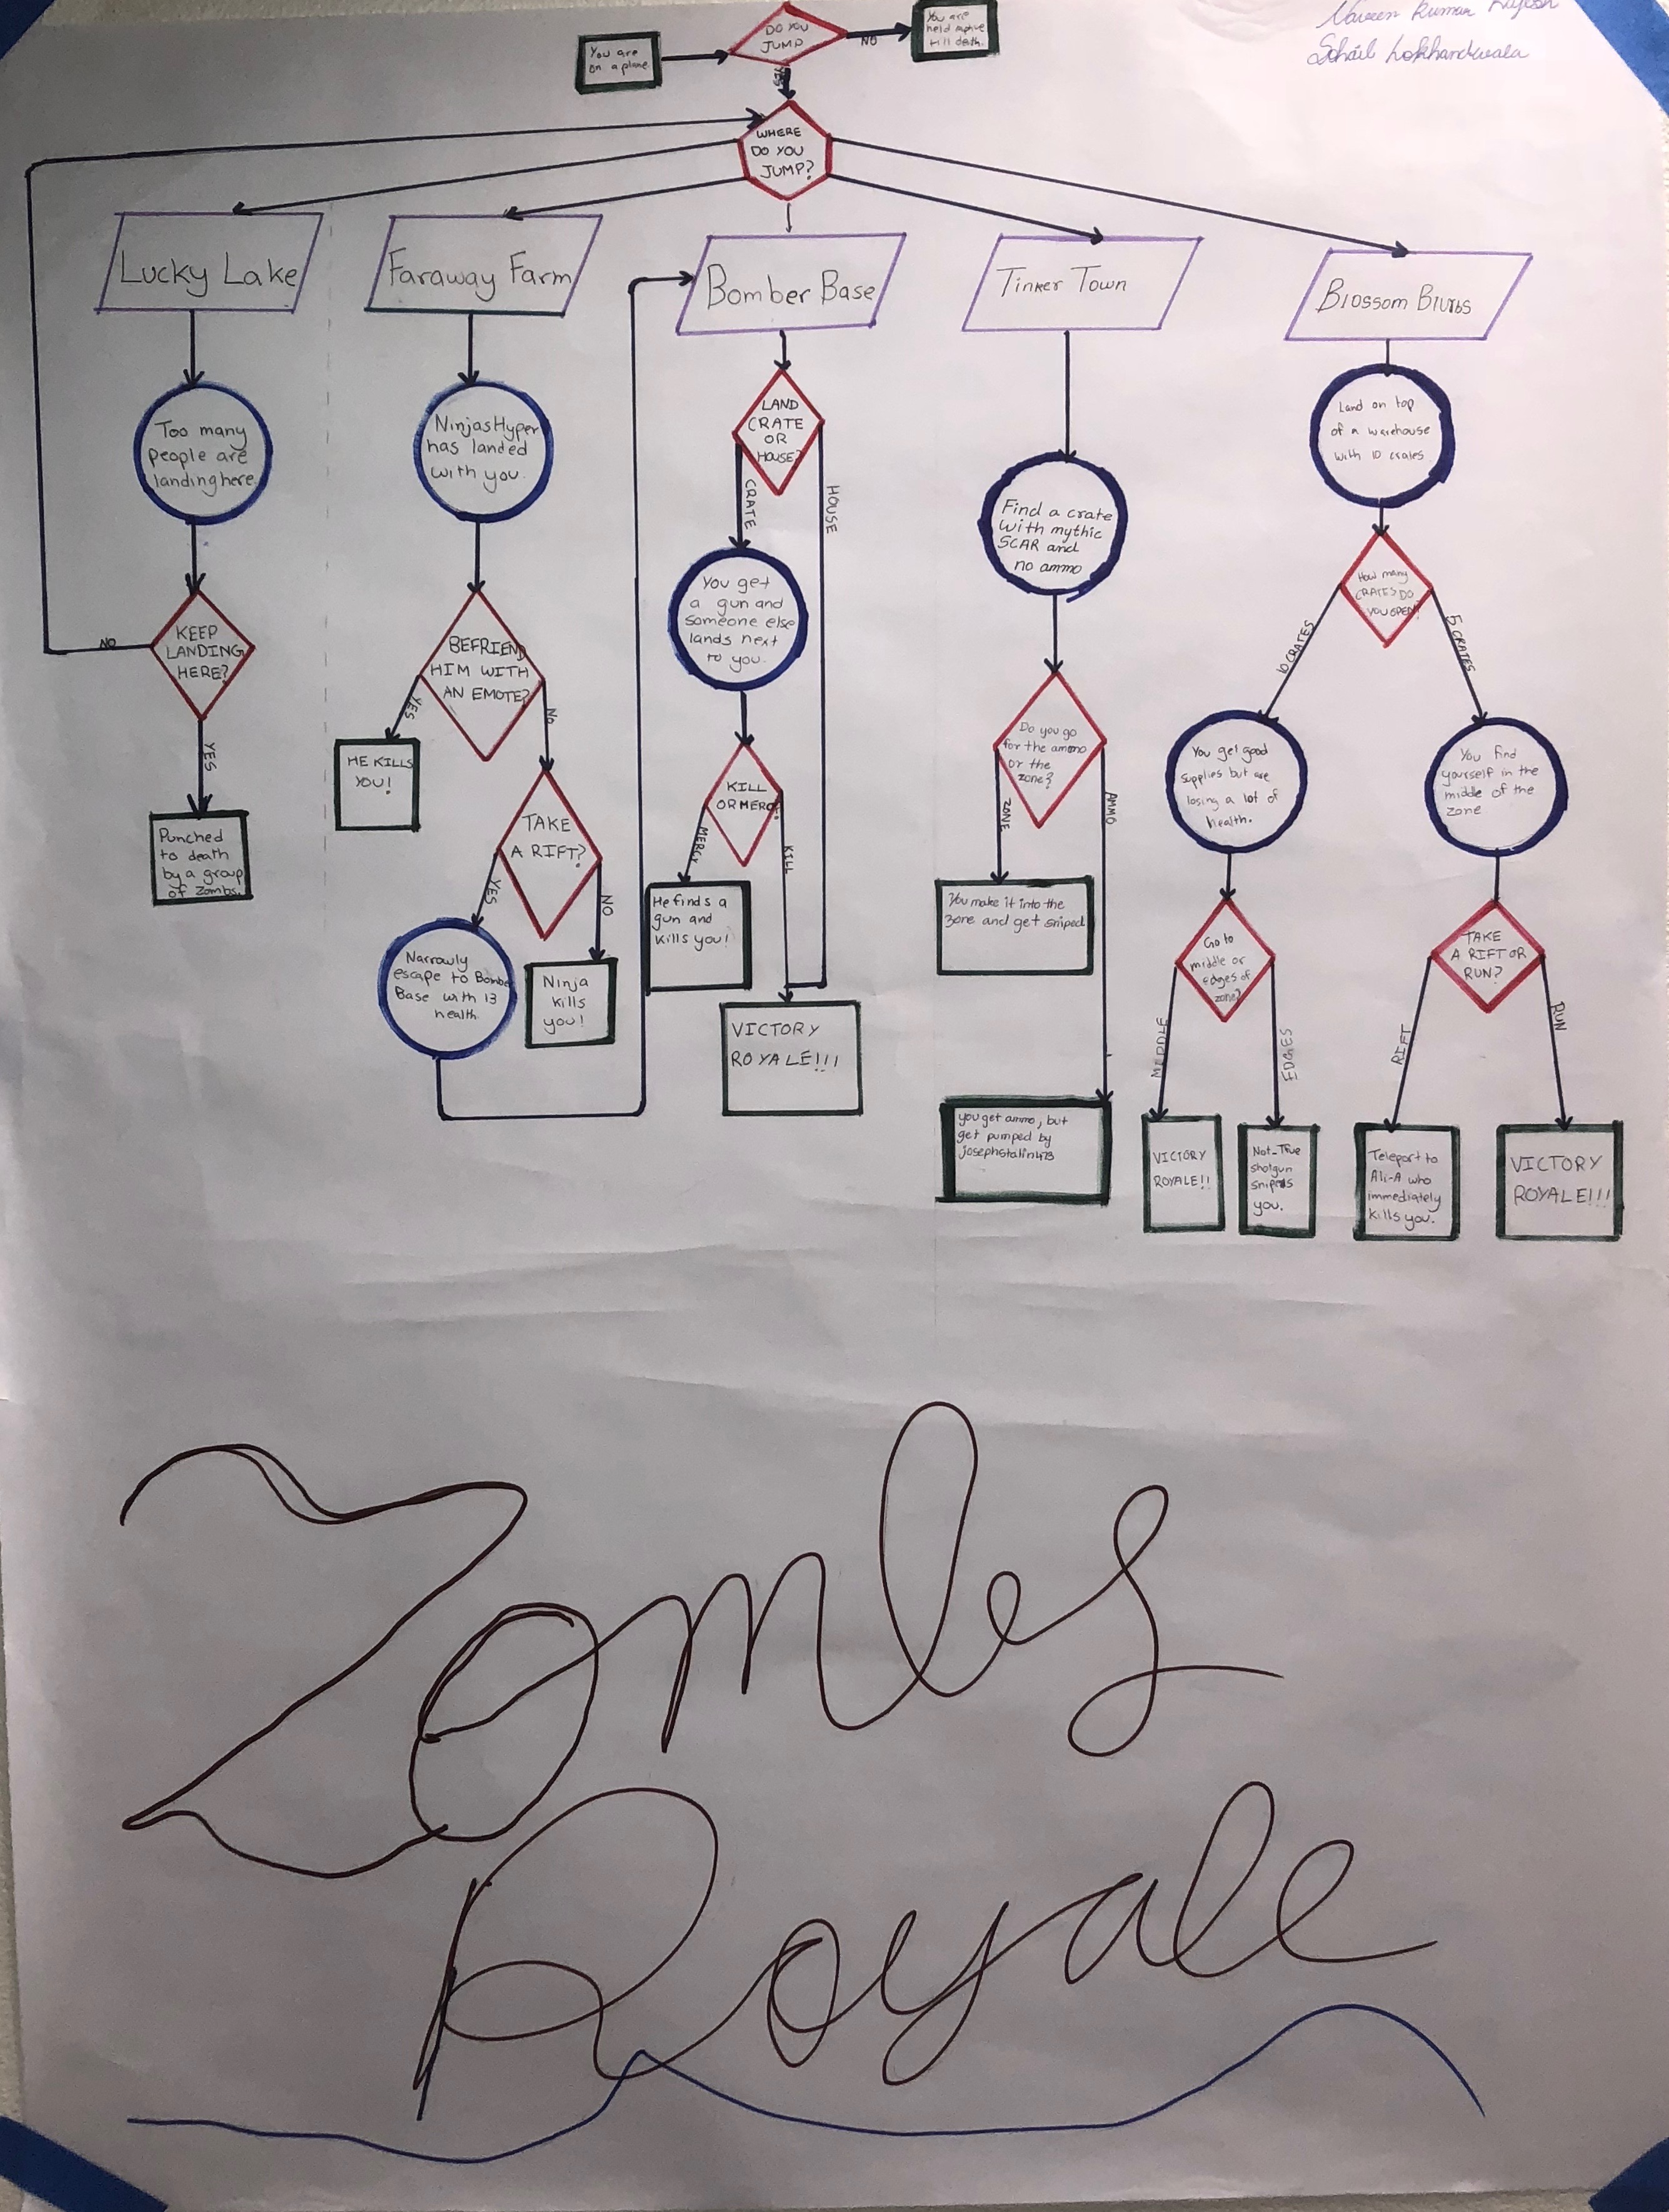 Naveen Kumar Rajesh
Sohail Lokhandwala
You are
on a plane.
DO YOU
JUMP
NO
You are
held captive
till death.
YES
WHERE
DO YOU
JUMP?
Lucky Lake
Too many
people are
landing here.
KEEP
LANDING
HERE?
NO
YES
Punched
to death
by a group
of Zombs.
Faraway Farm
NinjasHyper
has landed
with you.
BEFRIEND
HIM WITH
AN EMOTE?
YES
NO
HE KILLS
YOU!
TAKE
A RIFT?
YES
NO
Narrowly
escape to Bomber
Base with 13
health.
Ninja
kills
you!
Bomber Base
LAND
CRATE
OR
HOUSE?
CRATE
HOUSE
You get
a gun and
someone else
lands next
to you.
KILL
OR MERCY?
MERCY
KILL
He finds a
gun and
kills you!
VICTORY
ROYALE!!!
Tinker Town
Find a crate
with mythic
SCAR and
no ammo
Do you go
for the ammo
or the
zone?
ZONE
AMMO
You make it into the
zone and get sniped
you get ammo, but
get pumped by
josephstalin473
Blossom Blurbs
Land on top
of a warehouse
with 10 crates.
How many
CRATES DO
YOU OPEN?
10 CRATES
5 CRATES
You get good
supplies but are
losing a lot of
health.
Go to
middle or
edges of
zone?
MIDDLE
EDGES
VICTORY
ROYALE!!
Not_True
shotgun
snipes
you.
You find
yourself in the
middle of the
zone
TAKE
A RIFT OR
RUN?
RIFT
RUN
Teleport to
Ali-A who
immediately
kills you.
VICTORY
ROYALE!!!
Zombs
Royale